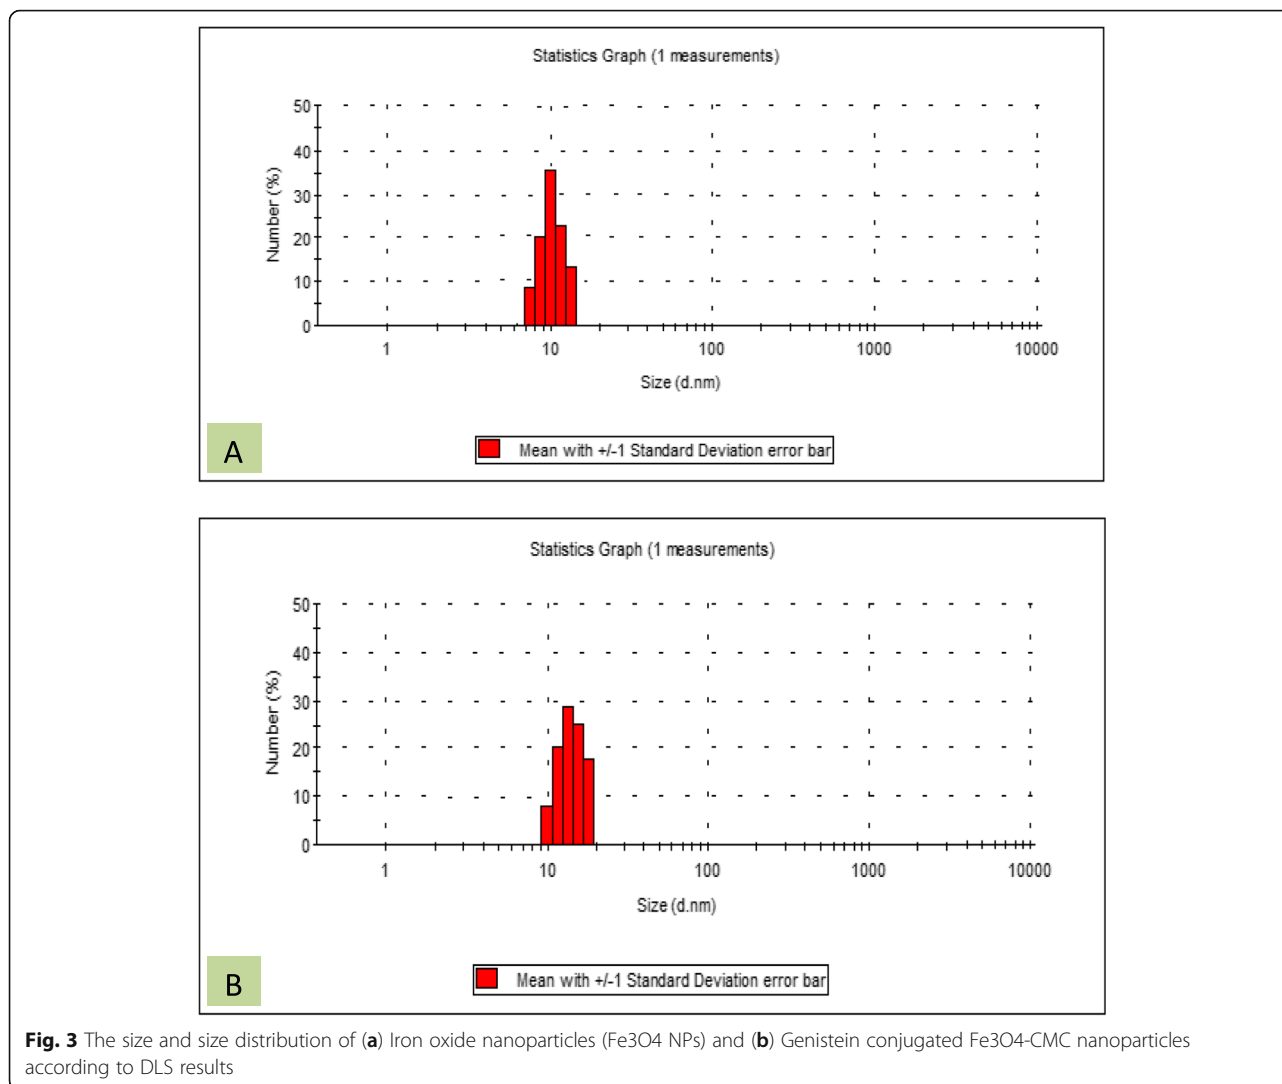 Statistics Graph (1 measurements)
50
40
30
20
10
0
Number (%)
1 10 100 1000 10000
Size (d.nm)
A
Mean with +/-1 Standard Deviation error bar
Statistics Graph (1 measurements)
50
40
30
20
10
0
Number (%)
1 10 100 1000 10000
Size (d.nm)
B
Mean with +/-1 Standard Deviation error bar
Fig. 3 The size and size distribution of (a) Iron oxide nanoparticles (Fe3O4 NPs) and (b) Genistein conjugated Fe3O4-CMC nanoparticles
according to DLS results